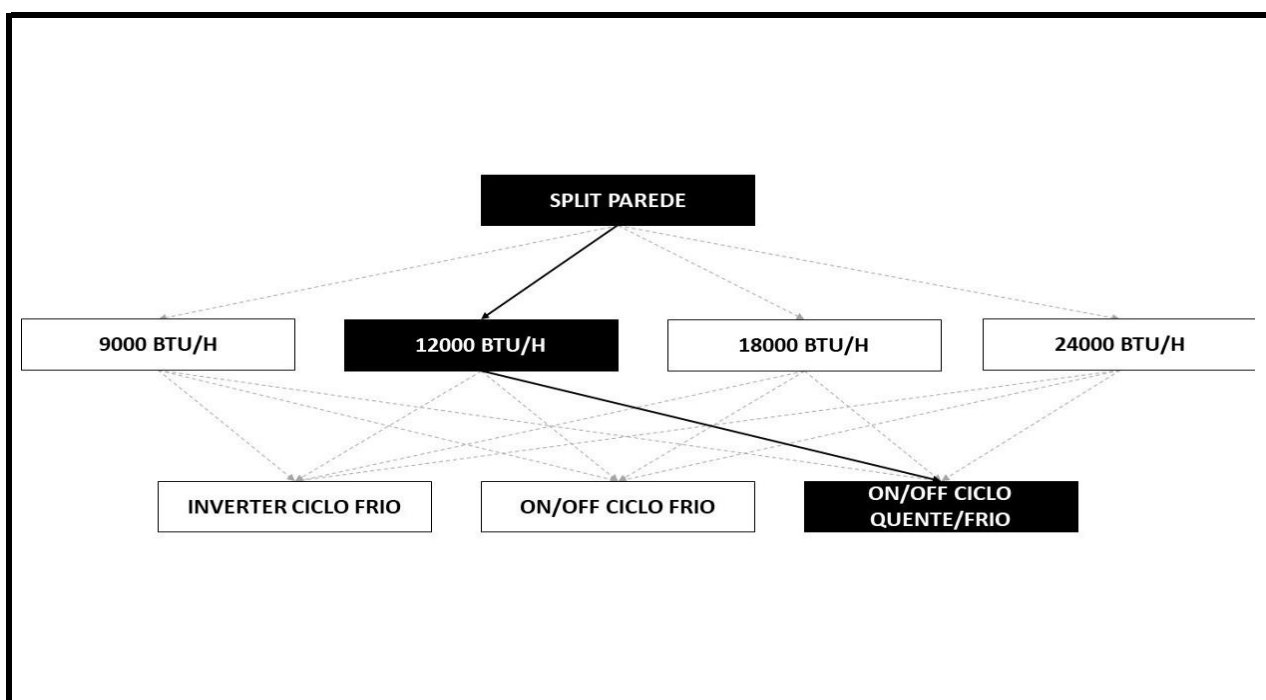 SPLIT PAREDE
9000 BTU/H
12000 BTU/H
18000 BTU/H
24000 BTU/H
INVERTER CICLO FRIO
ON/OFF CICLO FRIO
ON/OFF CICLO
QUENTE/FRIO